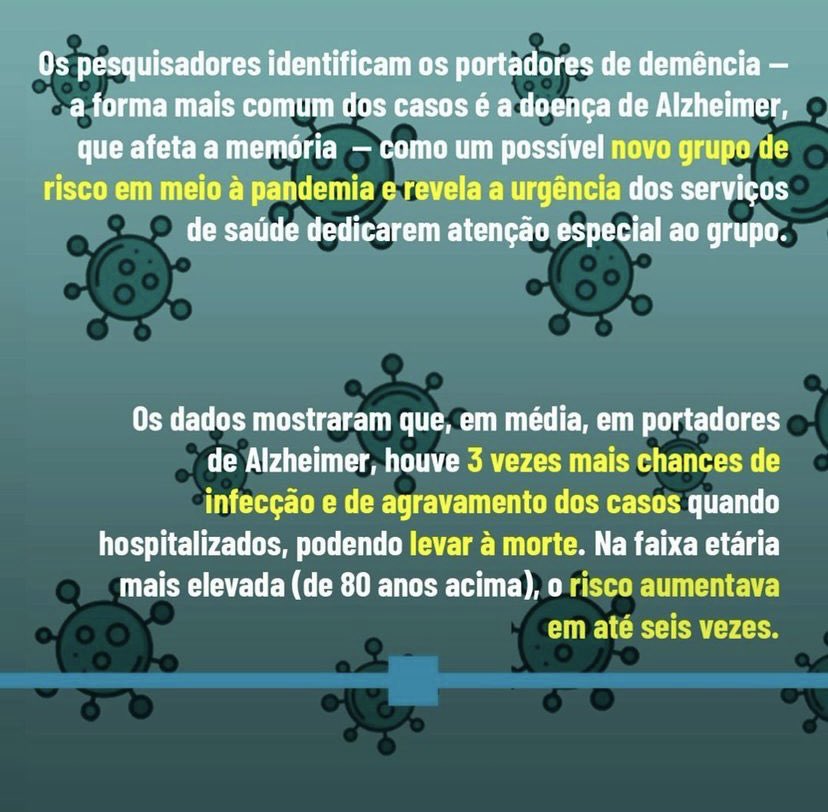 Os pesquisadores identificam os portadores de demência –
a forma mais comum dos casos é a doença de Alzheimer,
que afeta a memória – como um possível novo grupo de
risco em meio à pandemia e revela a urgência dos serviços
de saúde dedicarem atenção especial ao grupo.
Os dados mostraram que, em média, em portadores
de Alzheimer, houve 3 vezes mais chances de
infecção e de agravamento dos casos quando
hospitalizados, podendo levar à morte. Na faixa etária
mais elevada (de 80 anos acima), o risco aumentava
em até seis vezes.